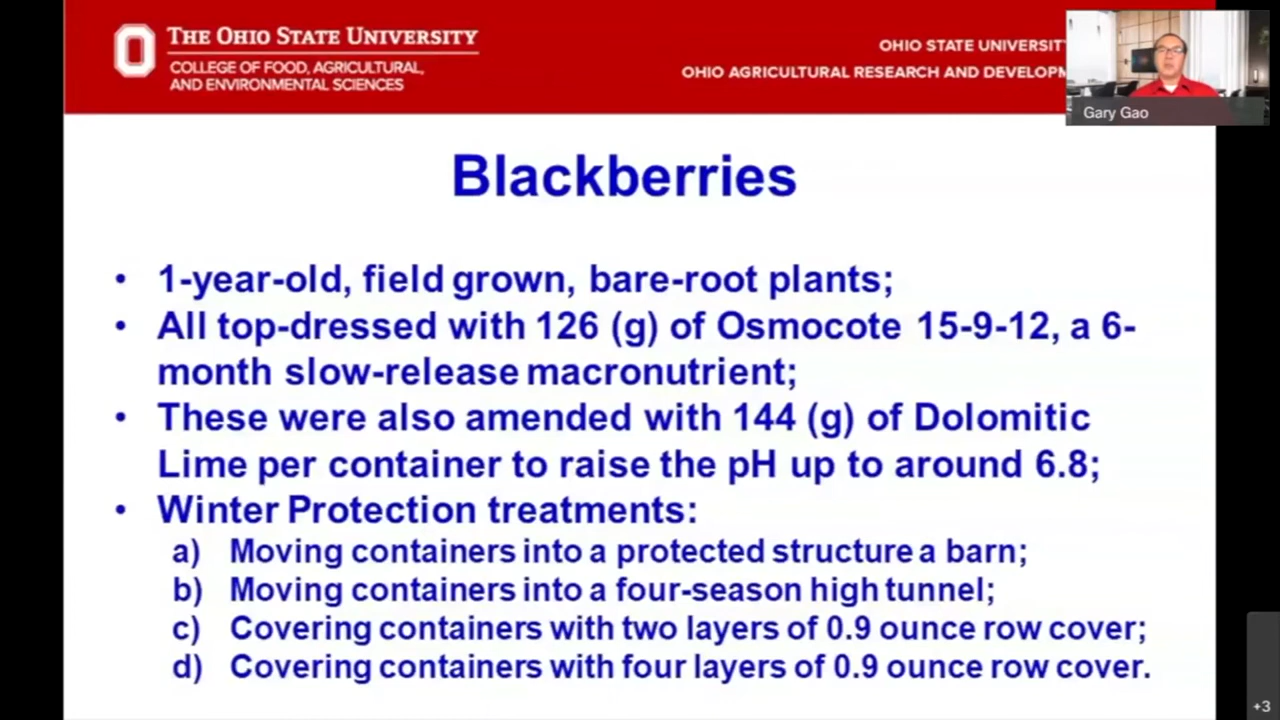 THE OHIO STATE UNIVERSITY
COLLEGE OF FOOD, AGRICULTURAL,
AND ENVIRONMENTAL SCIENCES
OHIO STATE
OHIO AGRICULTURAL RESEARCH AND
Gary Gao
Blackberries
• 1-year-old, field grown, bare-root plants;
• All top-dressed with 126 (g) of Osmocote 15-9-12, a 6-
month slow-release macronutrient;
• These were also amended with 144 (g) of Dolomitic
Lime per container to raise the pH up to around 6.8;
• Winter Protection treatments:
a) Moving containers into a protected structure a barn;
b) Moving containers into a four-season high tunnel;
c) Covering containers with two layers of 0.9 ounce row cover;
d) Covering containers with four layers of 0.9 ounce row cover.
+3